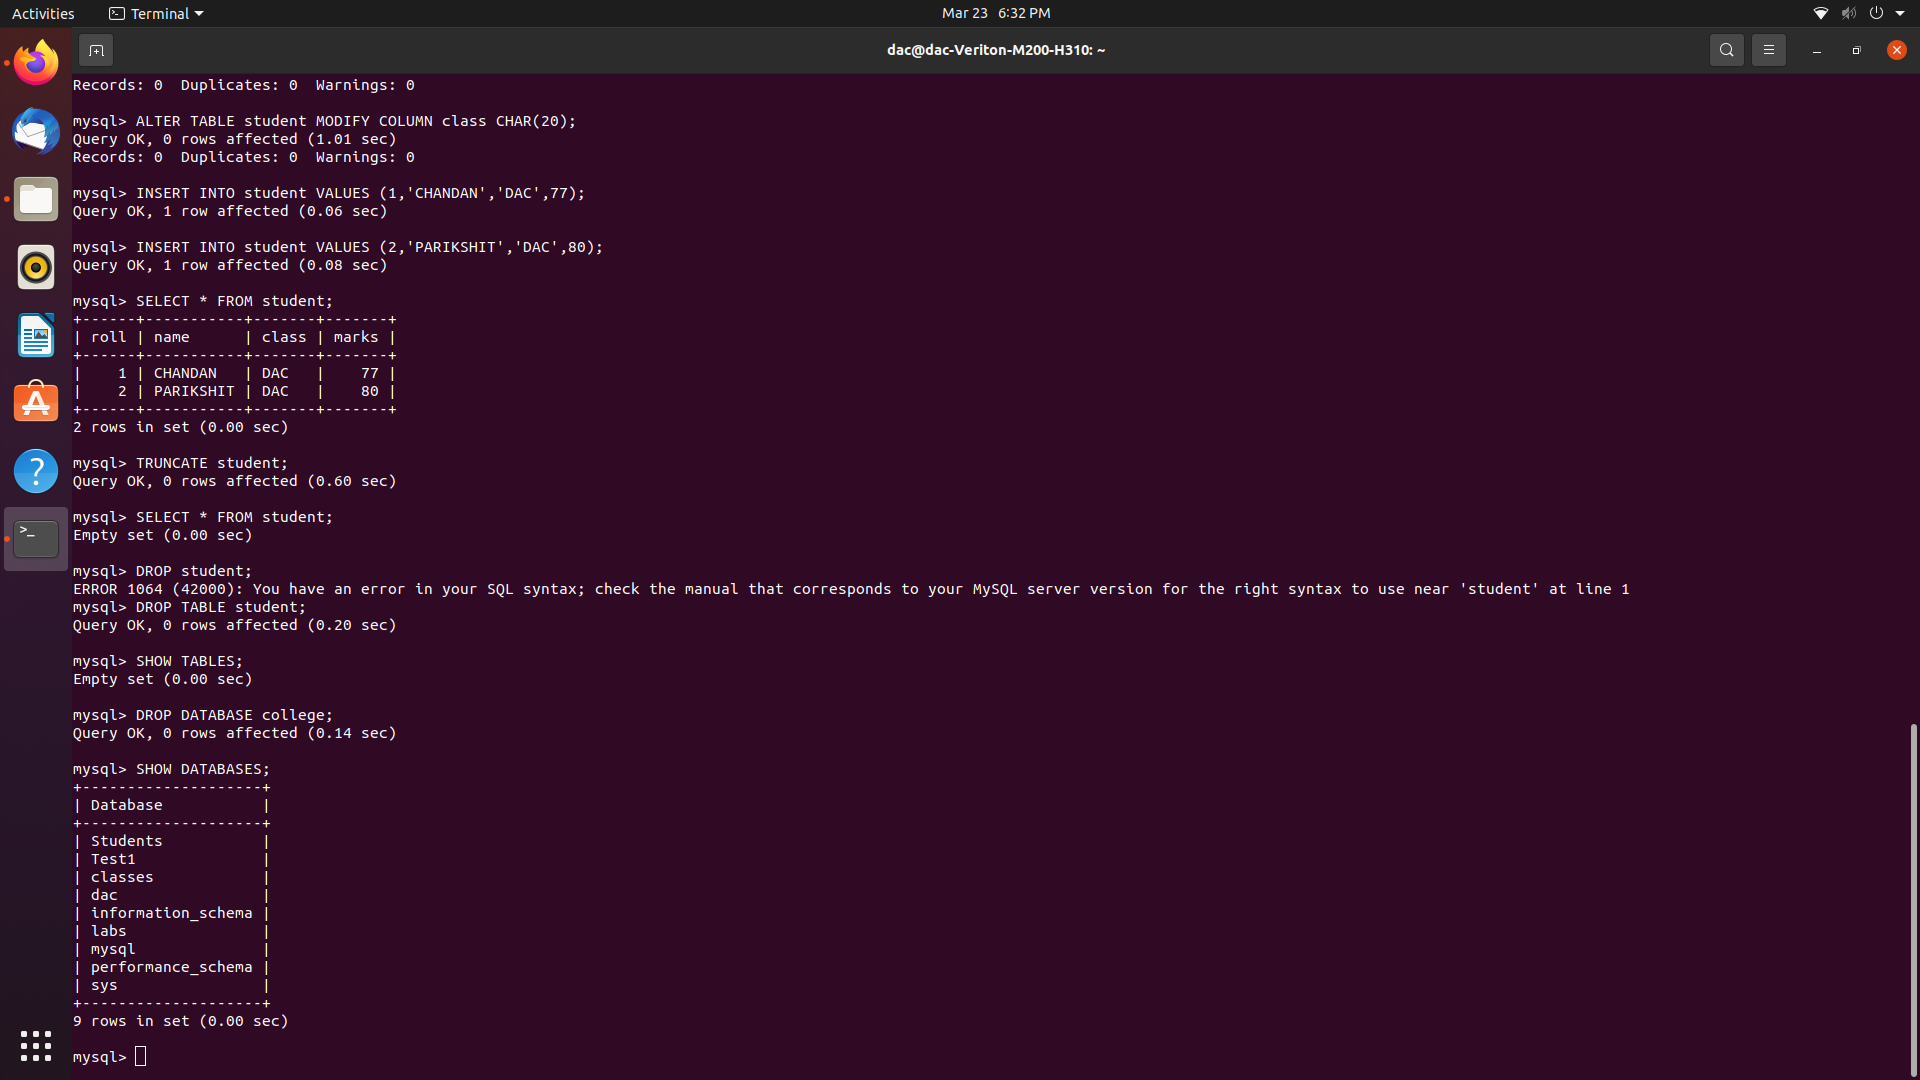 Activities Terminal Mar 23 6:32 PM
dac@dac-Veriton-M200-H310: ~
Records: 0  Duplicates: 0  Warnings: 0
mysql> ALTER TABLE student MODIFY COLUMN class CHAR(20);
Query OK, 0 rows affected (1.01 sec)
Records: 0  Duplicates: 0  Warnings: 0
mysql> INSERT INTO student VALUES (1,'CHANDAN','DAC',77);
Query OK, 1 row affected (0.06 sec)
mysql> INSERT INTO student VALUES (2,'PARIKSHIT','DAC',80);
Query OK, 1 row affected (0.08 sec)
mysql> SELECT * FROM student;
+------+-----------+-------+-------+
| roll | name      | class | marks |
+------+-----------+-------+-------+
|    1 | CHANDAN   | DAC   |    77 |
|    2 | PARIKSHIT | DAC   |    80 |
+------+-----------+-------+-------+
2 rows in set (0.00 sec)
mysql> TRUNCATE student;
Query OK, 0 rows affected (0.60 sec)
mysql> SELECT * FROM student;
Empty set (0.00 sec)
mysql> DROP student;
ERROR 1064 (42000): You have an error in your SQL syntax; check the manual that corresponds to your MySQL server version for the right syntax to use near 'student' at line 1
mysql> DROP TABLE student;
Query OK, 0 rows affected (0.20 sec)
mysql> SHOW TABLES;
Empty set (0.00 sec)
mysql> DROP DATABASE college;
Query OK, 0 rows affected (0.14 sec)
mysql> SHOW DATABASES;
+--------------------+
| Database           |
+--------------------+
| Students           |
| Test1              |
| classes            |
| dac                |
| information_schema |
| labs               |
| mysql              |
| performance_schema |
| sys                |
+--------------------+
9 rows in set (0.00 sec)
mysql>